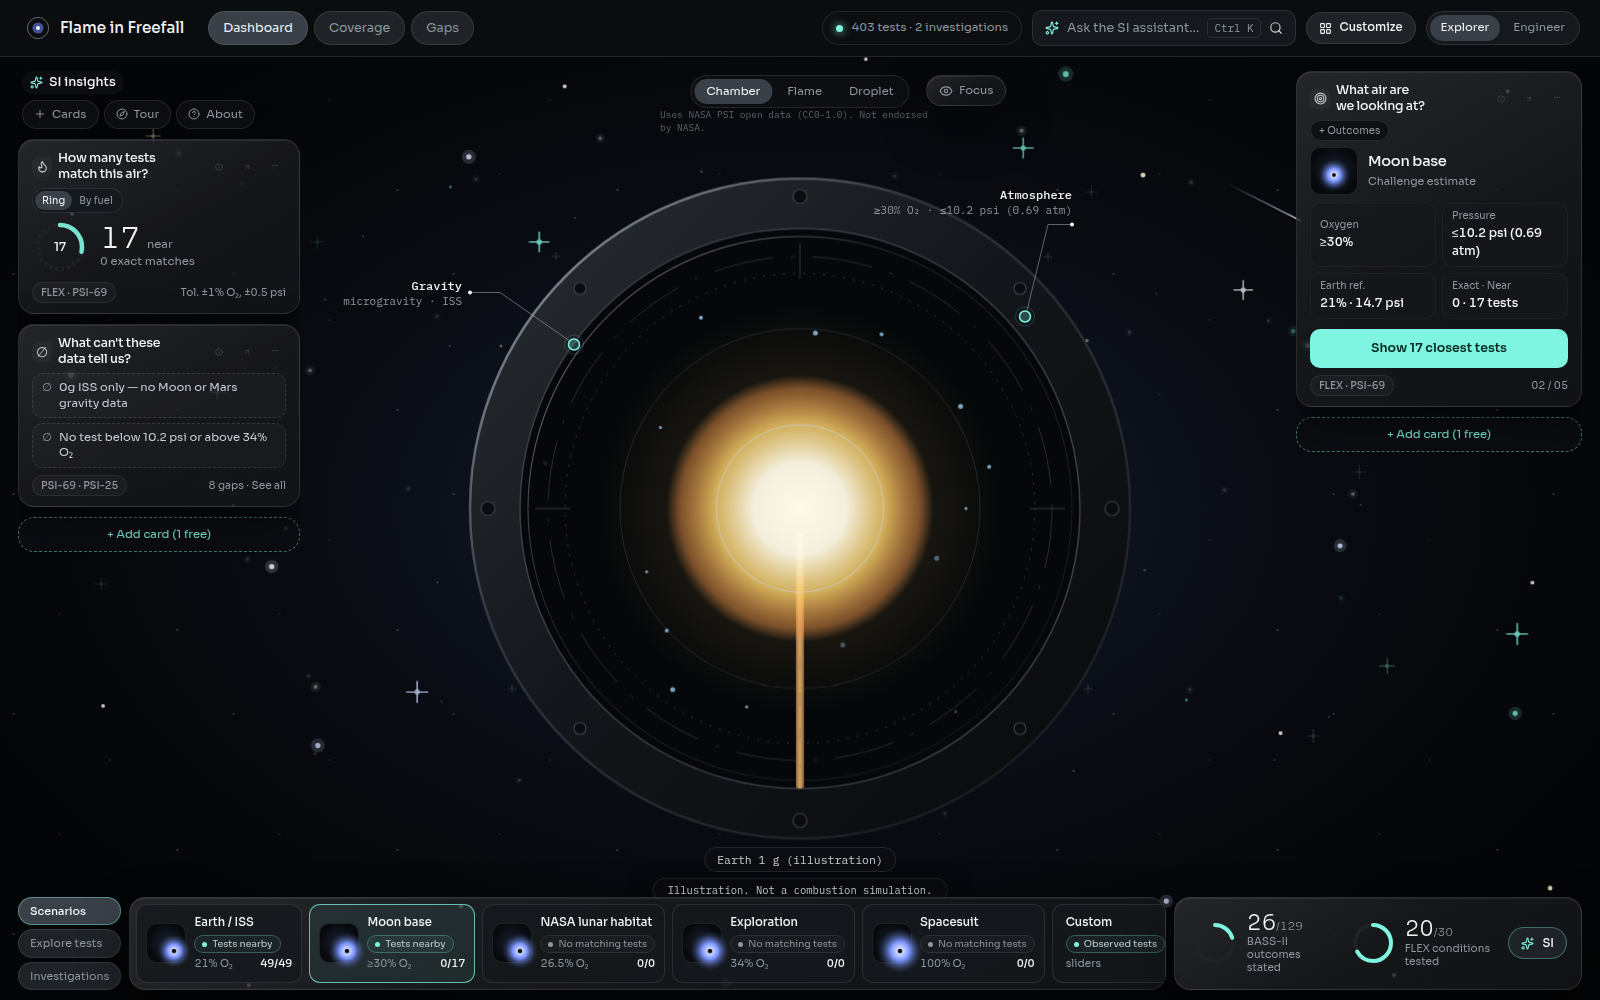 Flame in Freefall
Dashboard
Coverage
Gaps
403 tests · 2 investigations
Ask the SI assistant...
Ctrl K
Customize
Explorer
Engineer
SI insights
+ Cards
Tour
About
How many tests
match this air?
Ring
By fuel
17
17 near
0 exact matches
FLEX · PSI-69
Tol. ±1% O₂, ±0.5 psi
What can't these
data tell us?
∅ 0g ISS only — no Moon or Mars
gravity data
∅ No test below 10.2 psi or above 34%
O₂
PSI-69 · PSI-25
8 gaps · See all
+ Add card (1 free)
Chamber
Flame
Droplet
Focus
Uses NASA PSI open data (CC0-1.0). Not endorsed
by NASA.
Atmosphere
≥30% O₂ · ≤10.2 psi (0.69 atm)
Gravity
microgravity · ISS
Earth 1 g (illustration)
Illustration. Not a combustion simulation.
What air are
we looking at?
+ Outcomes
Moon base
Challenge estimate
Oxygen
≥30%
Pressure
≤10.2 psi (0.69
atm)
Earth ref.
21% · 14.7 psi
Exact · Near
0 · 17 tests
Show 17 closest tests
FLEX · PSI-69
02 / 05
+ Add card (1 free)
Scenarios
Explore tests
Investigations
Earth / ISS
Tests nearby
21% O₂
49/49
Moon base
Tests nearby
≥30% O₂
0/17
NASA lunar habitat
No matching tests
26.5% O₂
0/0
Exploration
No matching tests
34% O₂
0/0
Spacesuit
No matching tests
100% O₂
0/0
Custom
Observed tests
sliders
26/129
BASS-II
outcomes
stated
20/30
FLEX conditions
tested
SI